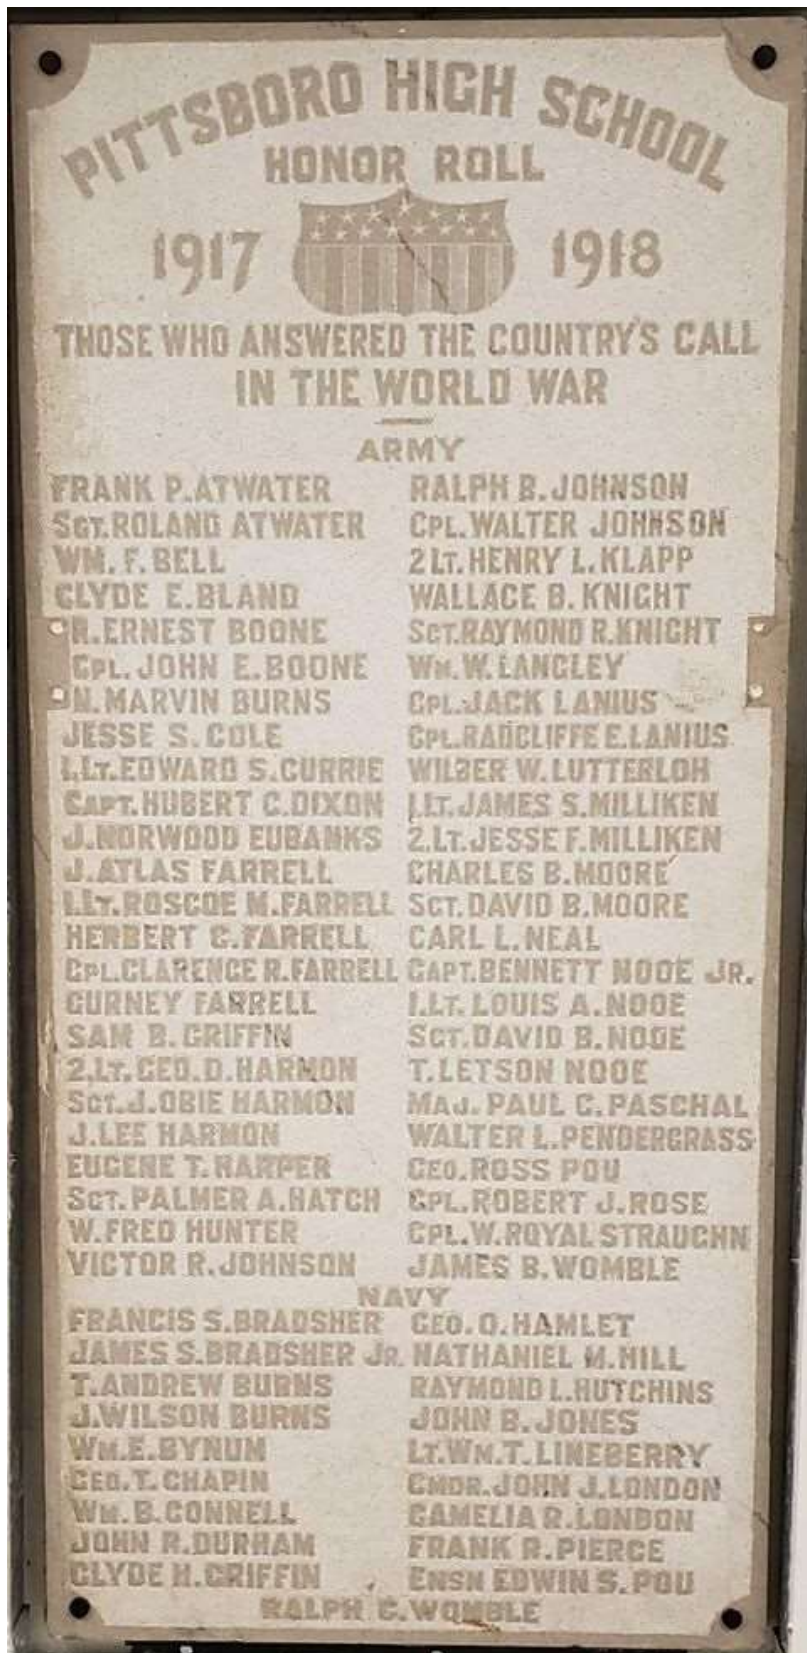 PITTSBORO HIGH SCHOOL
HONOR ROLL
1917 1918
THOSE WHO ANSWERED THE COUNTRY'S CALL
IN THE WORLD WAR
ARMY
FRANK P. ATWATER RALPH B. JOHNSON
SGT. ROLAND ATWATER CPL. WALTER JOHNSON
WM. F. BELL 2 LT. HENRY L. KLAPP
CLYDE E. BLAND WALLACE B. KNIGHT
H. ERNEST BOONE SGT. RAYMOND R. KNIGHT
CPL. JOHN E. BOONE WM. W. LANGLEY
N. MARVIN BURNS CPL. JACK LANIUS
JESSE S. COLE CPL. RADCLIFFE E. LANIUS
1. LT. EDWARD S. CURRIE WILBER W. LUTTERLOH
CAPT. HUBERT C. DIXON 1. LT. JAMES S. MILLIKEN
J. NORWOOD EUBANKS 2. LT. JESSE F. MILLIKEN
J. ATLAS FARRELL CHARLES B. MOORE
1. LT. ROSCOE M. FARRELL SGT. DAVID B. MOORE
HERBERT C. FARRELL CARL L. NEAL
CPL. CLARENCE R. FARRELL CAPT. BENNETT NOOE JR.
GURNEY FARRELL 1. LT. LOUIS A. NOOE
SAM B. GRIFFIN SGT. DAVID B. NOOE
2. LT. GEO. D. HARMON T. LETSON NOOE
SGT. J. OBIE HARMON MAJ. PAUL C. PASCHAL
J. LEE HARMON WALTER L. PENDERGRASS
EUGENE T. HARPER GEO. ROSS POU
SGT. PALMER A. HATCH CPL. ROBERT J. ROSE
W. FRED HUNTER CPL. W. ROYAL STRAUGHN
VICTOR R. JOHNSON JAMES B. WOMBLE
NAVY
FRANCIS S. BRADSHER GEO. O. HAMLET
JAMES S. BRADSHER JR. NATHANIEL M. HILL
T. ANDREW BURNS RAYMOND L. HUTCHINS
J. WILSON BURNS JOHN B. JONES
WM. E. BYNUM LT. WM. T. LINEBERRY
GEO. T. CHAPIN CMDR. JOHN J. LONDON
WM. B. CONNELL CAMELIA R. LONDON
JOHN R. DURHAM FRANK R. PIERCE
CLYDE H. GRIFFIN ENSN EDWIN S. POU
RALPH C. WOMBLE